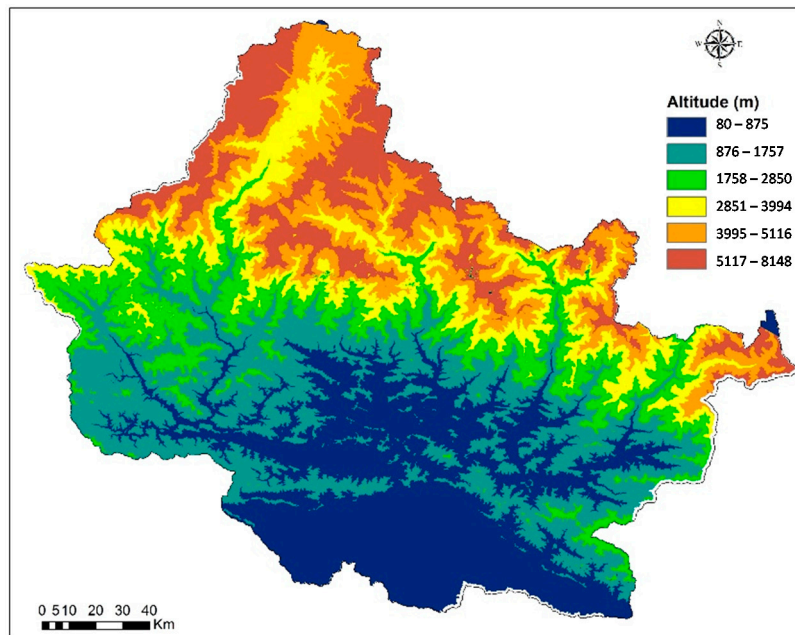 N
W E
S
Altitude (m)
80 – 875
876 – 1757
1758 – 2850
2851 – 3994
3995 – 5116
5117 – 8148
0 5 10 20 30 40
Km